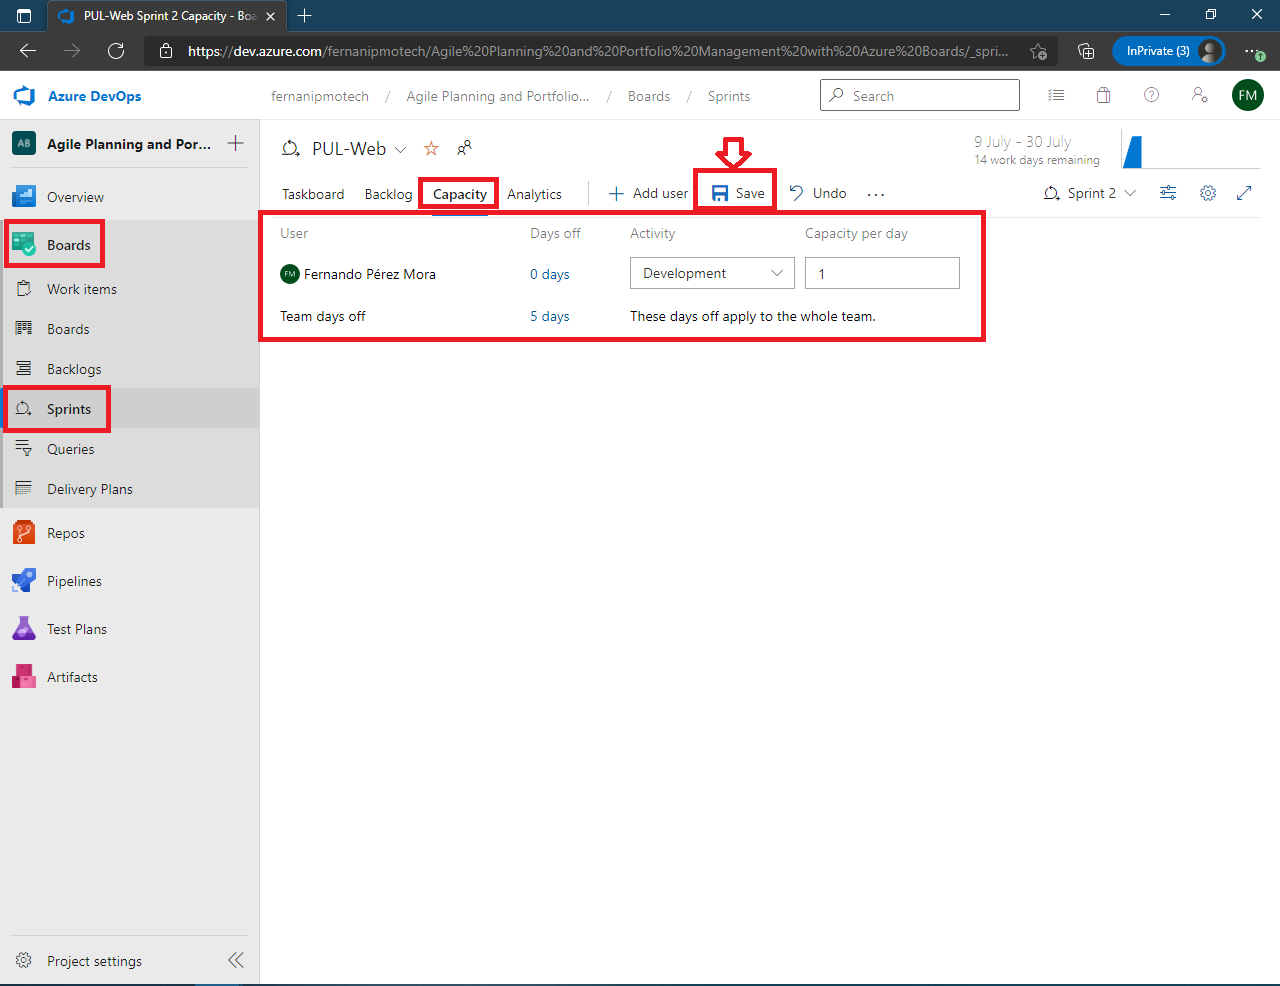 PUL-Web Sprint 2 Capacity - Boa
https://dev.azure.com/fernanipmotech/Agile%20Planning%20and%20Portfolio%20Management%20with%20Azure%20Boards/_spri...
InPrivate (3)
Azure DevOps
fernanipmotech / Agile Planning and Portfolio... / Boards / Sprints
Search
FM
AB
Agile Planning and Por...
PUL-Web
9 July - 30 July
14 work days remaining
Taskboard Backlog Capacity Analytics
Add user
Save
Undo
...
Sprint 2
Overview
Boards
Work items
Boards
Backlogs
Sprints
Queries
Delivery Plans
Repos
Pipelines
Test Plans
Artifacts
Project settings
User Days off Activity Capacity per day
FM Fernando Pérez Mora 0 days Development 1
Team days off 5 days These days off apply to the whole team.